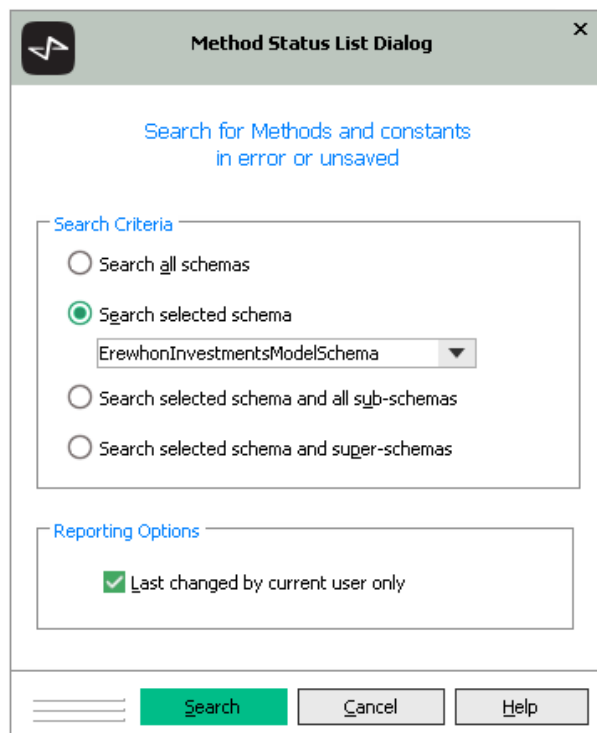 Method Status List Dialog
Search for Methods and constants
in error or unsaved
Search Criteria
Search all schemas
Search selected schema
ErewhonInvestmentsModelSchema
Search selected schema and all sub-schemas
Search selected schema and super-schemas
Reporting Options
Last changed by current user only
Search Cancel Help